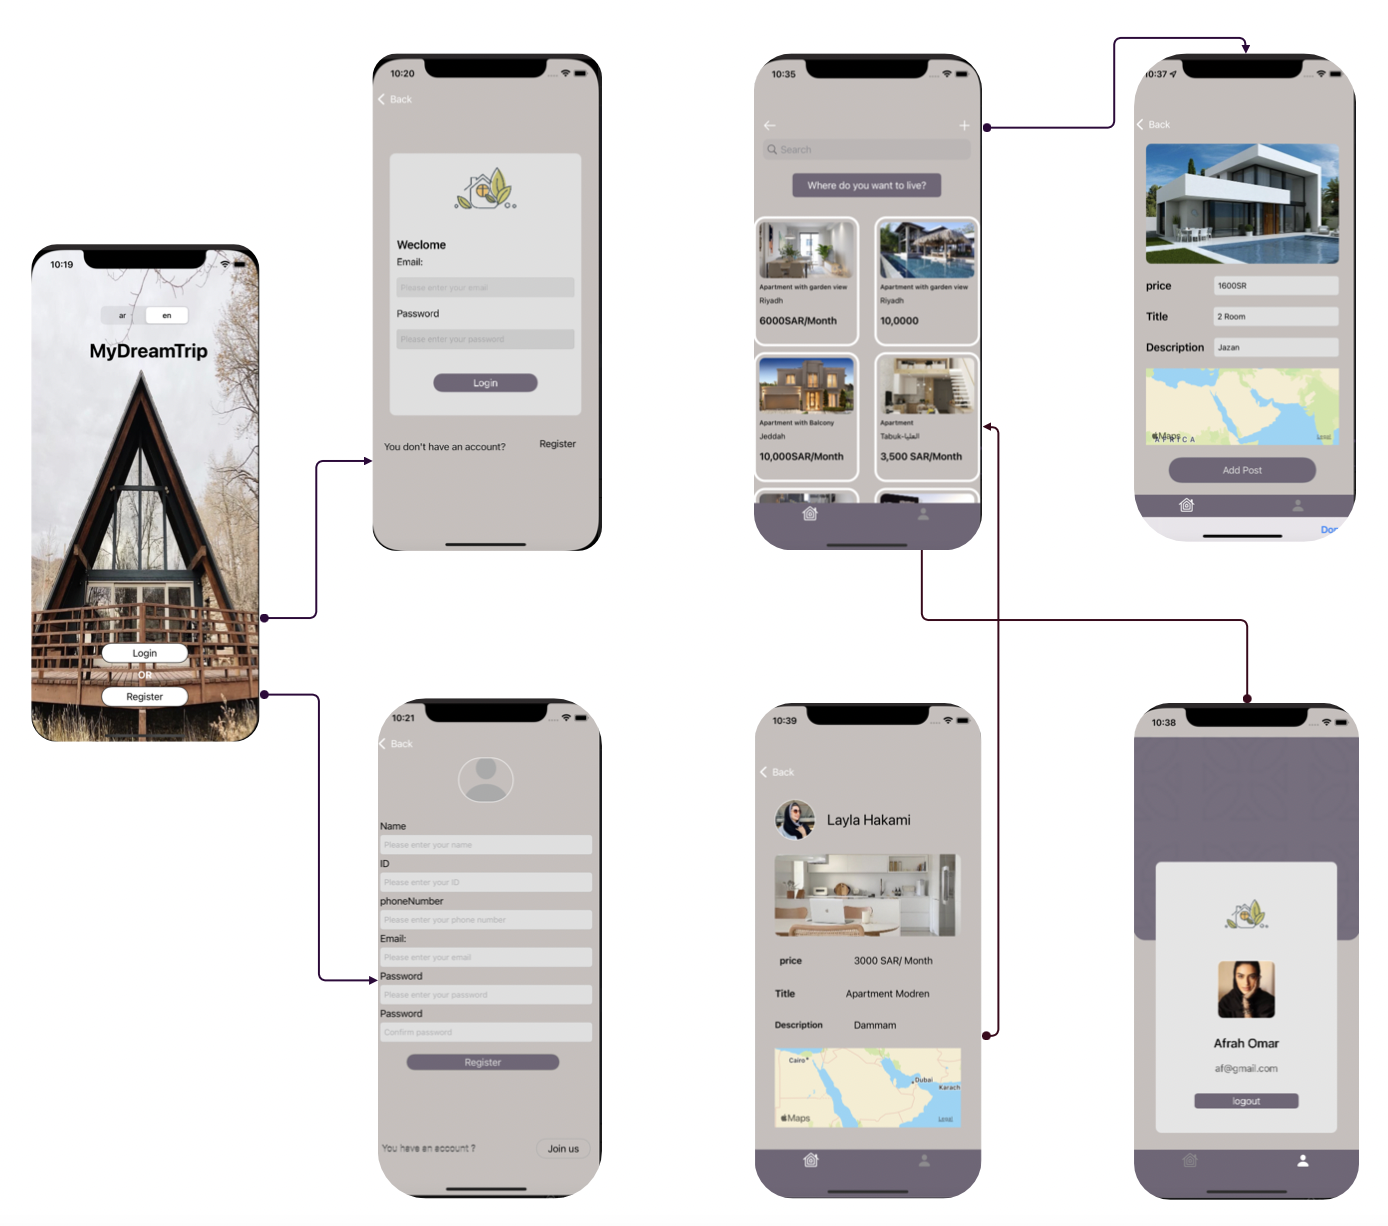 10:19
ar
en
MyDreamTrip
Login
OR
Register
10:20
Back
Weclome
Email:
Please enter your email
Password
Please enter your password
Login
You don't have an account?
Register
10:21
Back
Name
Please enter your name
ID
Please enter your ID
phoneNumber
Please enter your phone number
Email:
Please enter your email
Password
Please enter your password
Password
Confirm password
Register
You have an account ?
Join us
10:35
Search
Where do you want to live?
Apartment with garden view
Riyadh
6000SAR/Month
Apartment with garden view
Riyadh
10,0000
Apartment with Balcony
Jeddah
10,000SAR/Month
Apartment
Tabuk-العليا
3,500 SAR/Month
10:37
Back
price
1600SR
Title
2 Room
Description
Jazan
Maps
AFRICA
Legal
Add Post
10:39
Back
Layla Hakami
price
3000 SAR/ Month
Title
Apartment Modren
Description
Dammam
Cairo
Dubai
Karach
Maps
Legal
10:38
Afrah Omar
af@gmail.com
logout